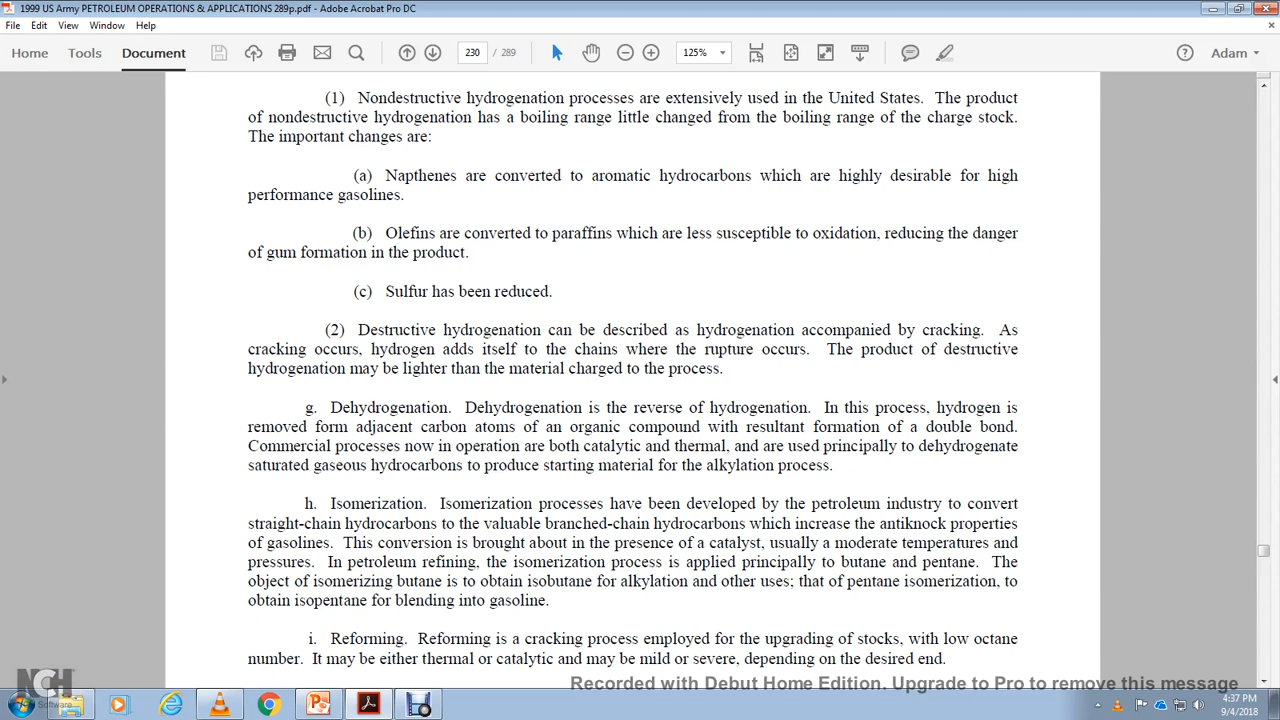 1999 US Army PETROLEUM OPERATIONS & APPLICATIONS 289p.pdf - Adobe Acrobat Pro DC
File Edit View Window Help
Home Tools Document 230 / 289 125% Adam
(1) Nondestructive hydrogenation processes are extensively used in the United States. The product
of nondestructive hydrogenation has a boiling range little changed from the boiling range of the charge stock.
The important changes are:
(a) Napthenes are converted to aromatic hydrocarbons which are highly desirable for high
performance gasolines.
(b) Olefins are converted to paraffins which are less susceptible to oxidation, reducing the danger
of gum formation in the product.
(c) Sulfur has been reduced.
(2) Destructive hydrogenation can be described as hydrogenation accompanied by cracking. As
cracking occurs, hydrogen adds itself to the chains where the rupture occurs. The product of destructive
hydrogenation may be lighter than the material charged to the process.
g. Dehydrogenation. Dehydrogenation is the reverse of hydrogenation. In this process, hydrogen is
removed form adjacent carbon atoms of an organic compound with resultant formation of a double bond.
Commercial processes now in operation are both catalytic and thermal, and are used principally to dehydrogenate
saturated gaseous hydrocarbons to produce starting material for the alkylation process.
h. Isomerization. Isomerization processes have been developed by the petroleum industry to convert
straight-chain hydrocarbons to the valuable branched-chain hydrocarbons which increase the antiknock properties
of gasolines. This conversion is brought about in the presence of a catalyst, usually a moderate temperatures and
pressures. In petroleum refining, the isomerization process is applied principally to butane and pentane. The
object of isomerizing butane is to obtain isobutane for alkylation and other uses; that of pentane isomerization, to
obtain isopentane for blending into gasoline.
i. Reforming. Reforming is a cracking process employed for the upgrading of stocks, with low octane
number. It may be either thermal or catalytic and may be mild or severe, depending on the desired end.
Recorded with Debut Home Edition. Upgrade to Pro to remove this message
NCH
Software
4:37 PM
9/4/2018